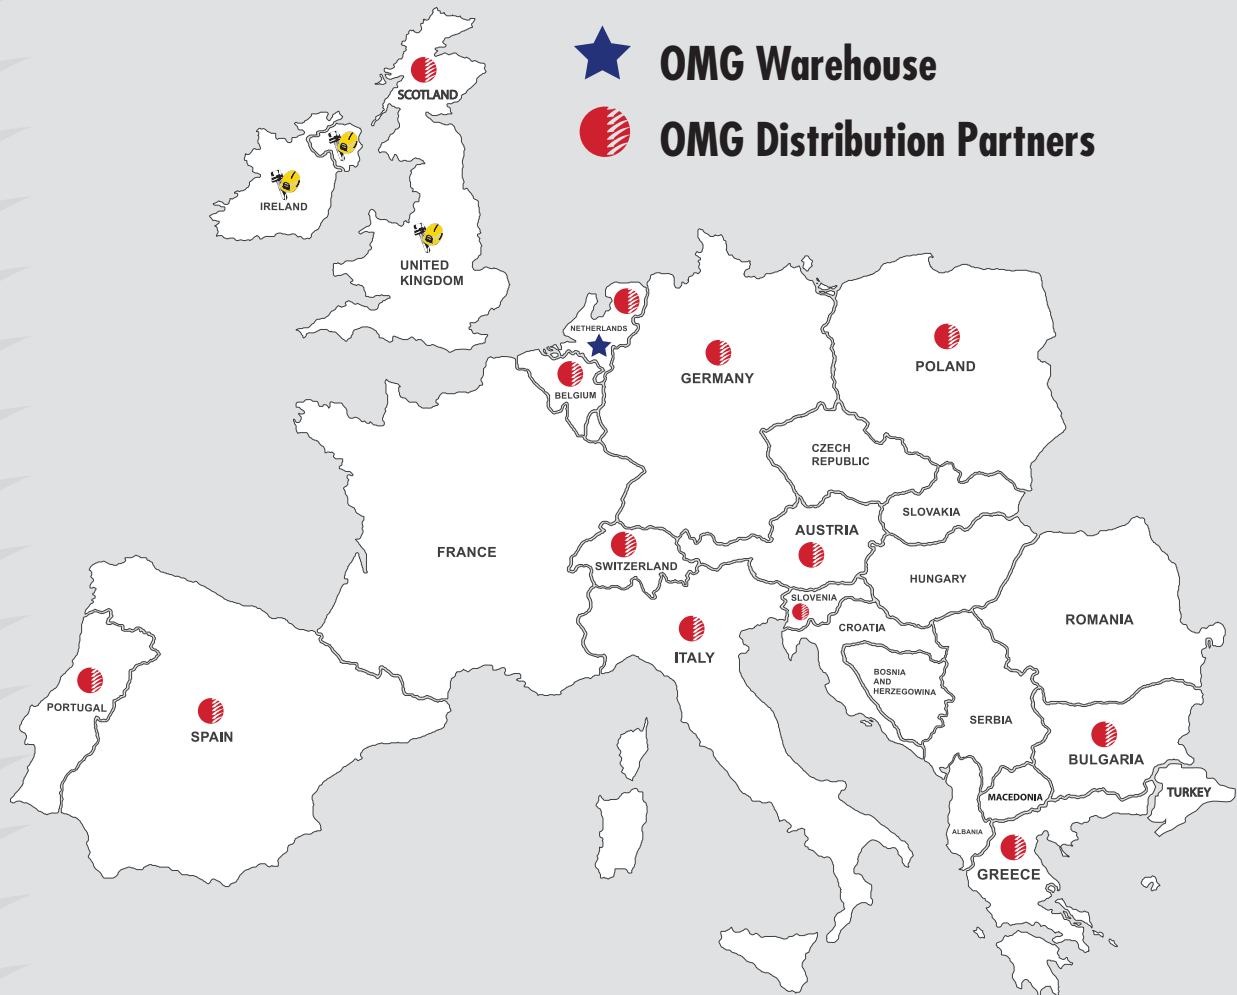 OMG Warehouse
OMG Distribution Partners
SCOTLAND
IRELAND
UNITED
KINGDOM
NETHERLANDS
BELGIUM
GERMANY
POLAND
CZECH
REPUBLIC
SLOVAKIA
AUSTRIA
FRANCE
SWITZERLAND
HUNGARY
SLOVENIA
CROATIA
ROMANIA
ITALY
BOSNIA
AND
HERZEGOWINA
PORTUGAL
SPAIN
SERBIA
BULGARIA
MACEDONIA
TURKEY
ALBANIA
GREECE